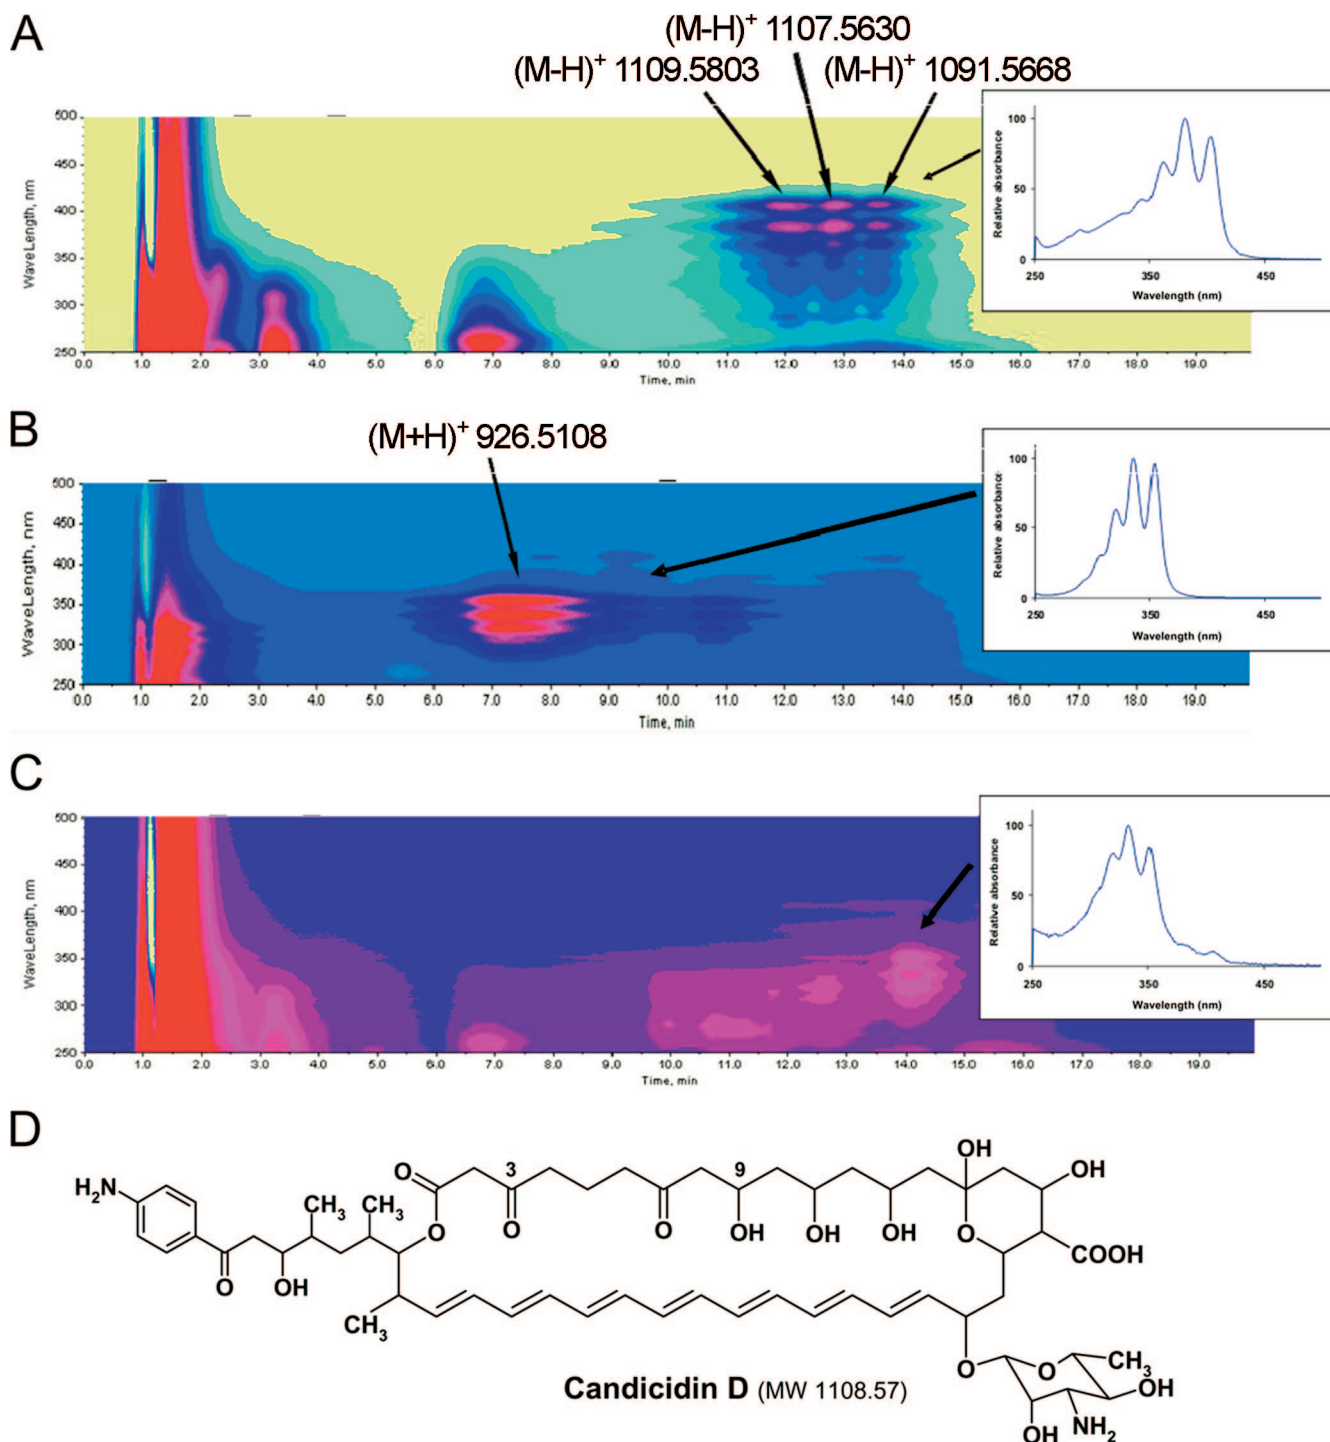 A
(M-H)+ 1107.5630
(M-H)+ 1109.5803
(M-H)+ 1091.5668
500
450
400
350
300
250
WaveLength, nm
0.0 1.0 2.0 3.0 4.0 5.0 6.0 7.0 8.0 9.0 10.0 11.0 12.0 13.0 14.0 15.0 16.0 17.0 18.0 19.0
Time, min
100
50
0
Relative absorbance
250 350 450
Wavelength (nm)
B
(M+H)+ 926.5108
500
450
400
350
300
250
WaveLength, nm
0.0 1.0 2.0 3.0 4.0 5.0 6.0 7.0 8.0 9.0 10.0 11.0 12.0 13.0 14.0 15.0 16.0 17.0 18.0 19.0
Time, min
100
50
0
Relative absorbance
250 350 450
Wavelength (nm)
C
500
450
400
350
300
250
WaveLength, nm
0.0 1.0 2.0 3.0 4.0 5.0 6.0 7.0 8.0 9.0 10.0 11.0 12.0 13.0 14.0 15.0 16.0 17.0 18.0 19.0
Time, min
100
50
0
Relative absorbance
250 350 450
Wavelength (nm)
D
OH
O 3 9 OH
H2N
CH3 CH3
O O O OH OH OH O COOH
O OH
CH3
O O CH3
OH
OH NH2
Candicidin D (MW 1108.57)